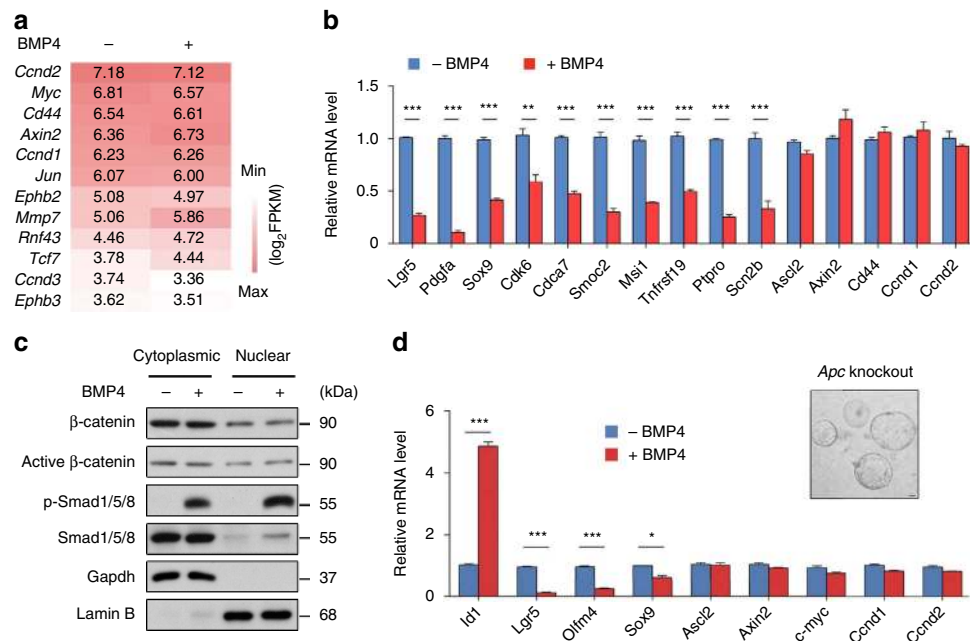 a
BMP4 – +
Ccnd2 7.18 7.12
Myc 6.81 6.57
Cd44 6.54 6.61
Axin2 6.36 6.73
Ccnd1 6.23 6.26
Jun 6.07 6.00
Ephb2 5.08 4.97
Mmp7 5.06 5.86
Rnf43 4.46 4.72
Tcf7 3.78 4.44
Ccnd3 3.74 3.36
Ephb3 3.62 3.51
Min
(log₂FPKM)
Max
b
– BMP4 + BMP4
Relative mRNA level
1.5
1.0
0.5
0
*** *** *** ** *** *** *** *** *** ***
Lgr5 Pdgfa Sox9 Cdk6 Cdca7 Smoc2 Msi1 Tnfrsf19 Ptpro Scn2b Ascl2 Axin2 Cd44 Ccnd1 Ccnd2
c
Cytoplasmic Nuclear
BMP4 – + – + (kDa)
β-catenin 90
Active β-catenin 90
p-Smad1/5/8 55
Smad1/5/8 55
Gapdh 37
Lamin B 68
d
Apc knockout
– BMP4
+ BMP4
Relative mRNA level
6
4
2
0
*** *** *** *
Id1 Lgr5 Olfm4 Sox9 Ascl2 Axin2 c-myc Ccnd1 Ccnd2